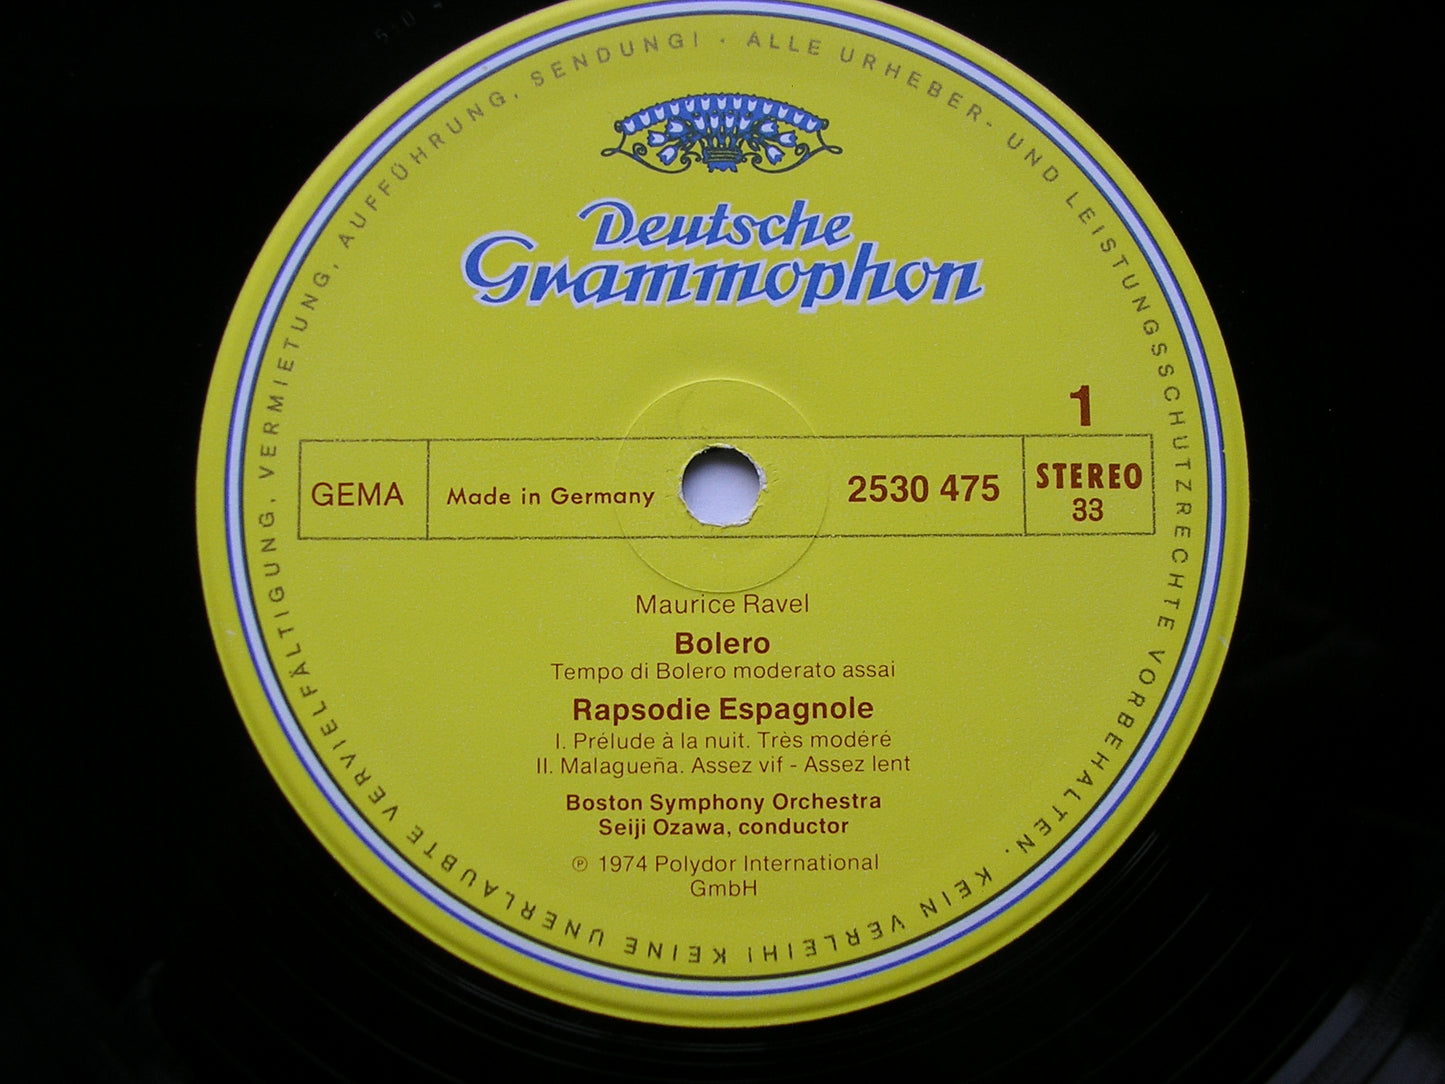 ALLE URHEBER- UND LEISTUNGSSCHUTZRECHTE VORBEHALTEN · KEIN VERLEIH! KEINE UNERLAUBTE VERVIELFÄLTIGUNG, VERMIETUNG, AUFFÜHRUNG, SENDUNG! ·
Deutsche
Grammophon
1
GEMA
Made in Germany
2530 475
STEREO
33
Maurice Ravel
Bolero
Tempo di Bolero moderato assai
Rapsodie Espagnole
I. Prélude à la nuit. Très modéré
II. Malagueña. Assez vif - Assez lent
Boston Symphony Orchestra
Seiji Ozawa, conductor
℗ 1974 Polydor International
GmbH